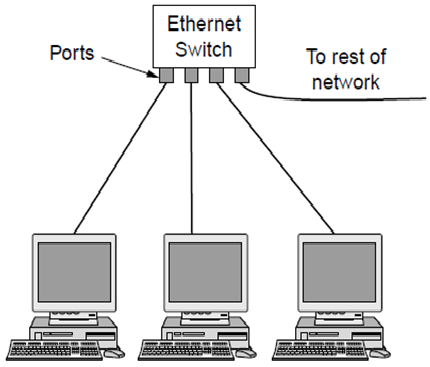 Ethernet
Switch
Ports
To rest of
network